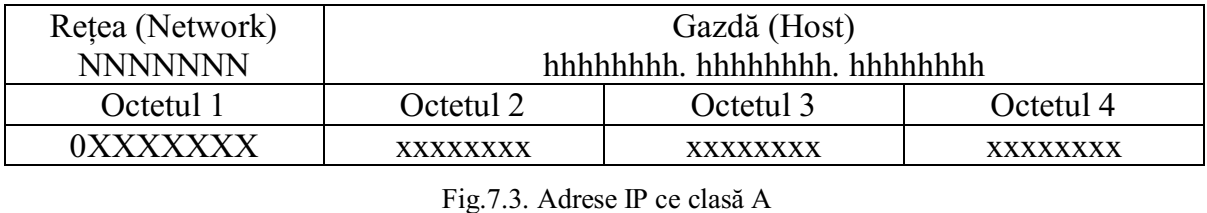 Rețea (Network)
NNNNNNN
Gazdă (Host)
hhhhhhhh. hhhhhhhh. hhhhhhhh
Octetul 1 Octetul 2 Octetul 3 Octetul 4
0XXXXXXX xxxxxxxx xxxxxxxx xxxxxxxx
Fig.7.3. Adrese IP ce clasă A